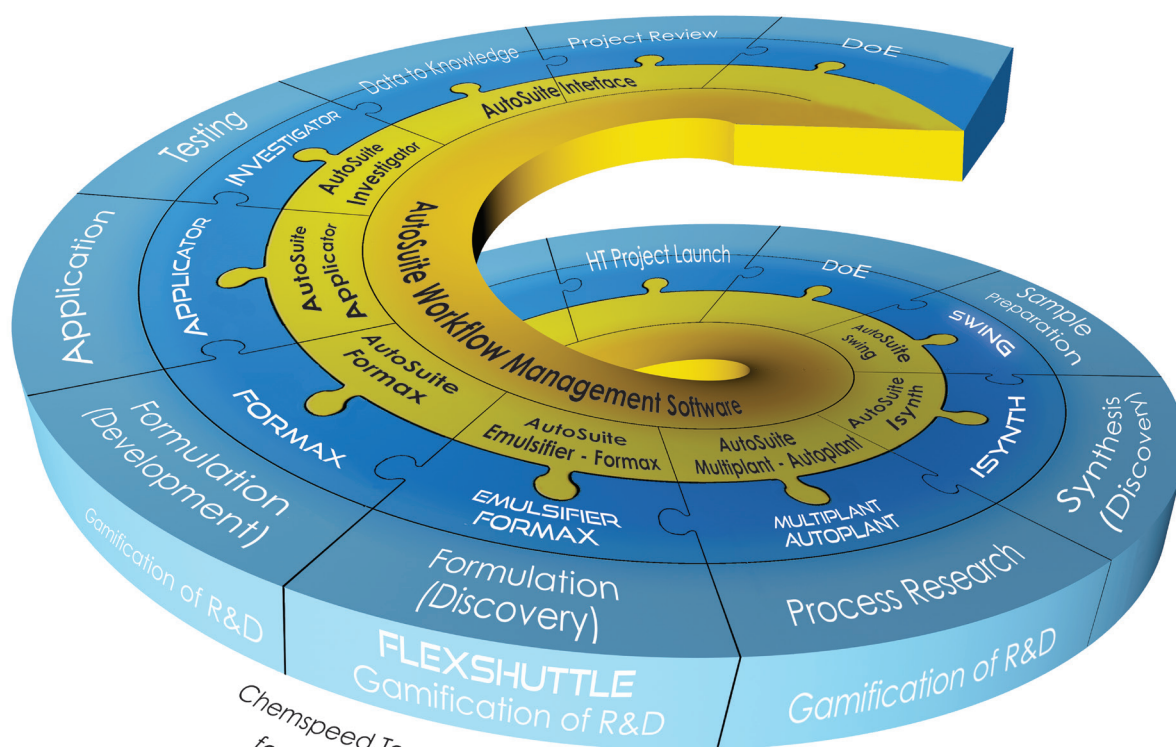 Project Review
DoE
Data to Knowledge
AutoSuite Interface
Testing
INVESTIGATOR
AutoSuite
Investigator
Application
APPLICATOR
AutoSuite
Applicator
AutoSuite Workflow Management Software
HT Project Launch
DoE
Sample
Preparation
SWING
AutoSuite
Swing
AutoSuite
Isynth
ISYNTH
Synthesis
(Discovery)
AutoSuite
Formax
FORMAX
Formulation
(Development)
Gamification of R&D
AutoSuite
Emulsifier - Formax
EMULSIFIER
FORMAX
Formulation
(Discovery)
FLEXSHUTTLE
Gamification of R&D
AutoSuite
Multiplant - Autoplant
MULTIPLANT
AUTOPLANT
Process Research
Gamification of R&D
Chemspeed